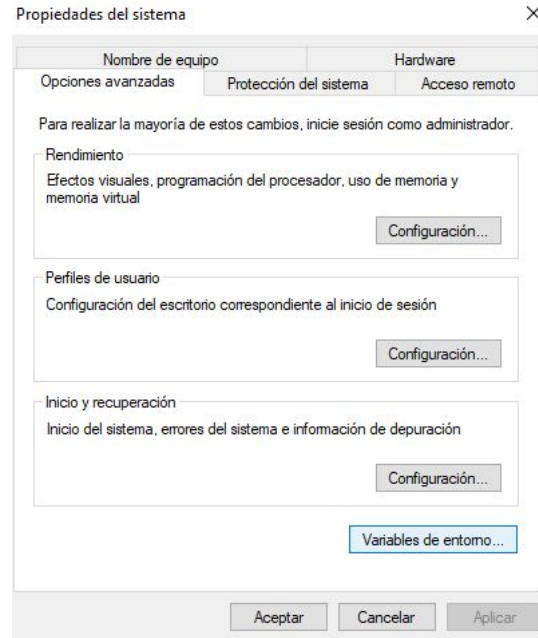 Propiedades del sistema
Nombre de equipo
Hardware
Opciones avanzadas
Protección del sistema
Acceso remoto
Para realizar la mayoría de estos cambios, inicie sesión como administrador.
Rendimiento
Efectos visuales, programación del procesador, uso de memoria y
memoria virtual
Configuración...
Perfiles de usuario
Configuración del escritorio correspondiente al inicio de sesión
Configuración...
Inicio y recuperación
Inicio del sistema, errores del sistema e información de depuración
Configuración...
Variables de entorno...
Aceptar
Cancelar
Aplicar